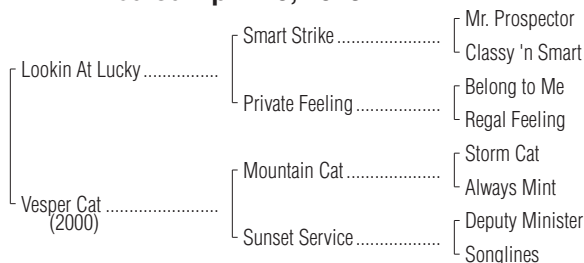 Mr. Prospector
Smart Strike ....................
Classy 'n Smart
Lookin At Lucky ..................
Belong to Me
Private Feeling ...................
Regal Feeling
Storm Cat
Mountain Cat .....................
Always Mint
Vesper Cat ...........................
(2000)
Deputy Minister
Sunset Service ...................
Songlines